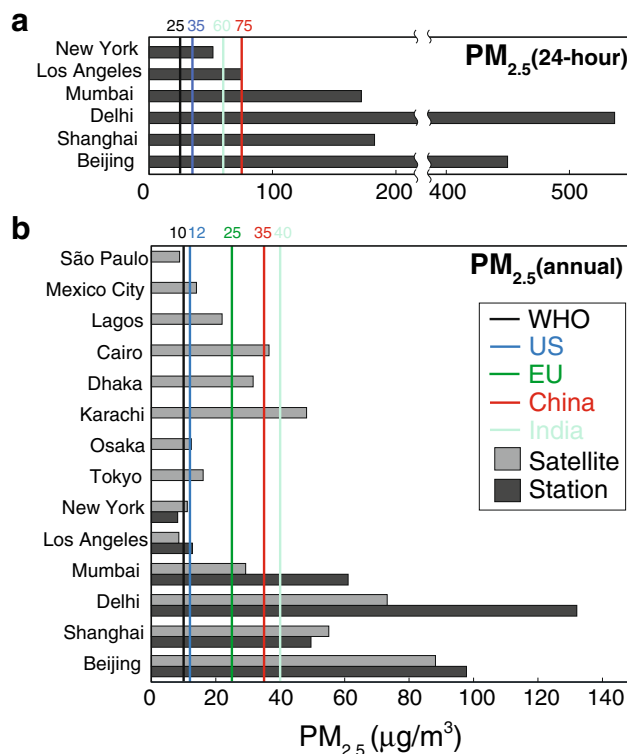 a
25 35 60 75
PM2.5(24-hour)
New York
Los Angeles
Mumbai
Delhi
Shanghai
Beijing
0 100 200 400 500
b
10 12 25 35 40
PM2.5(annual)
São Paulo
Mexico City
Lagos
Cairo
Dhaka
Karachi
Osaka
Tokyo
New York
Los Angeles
Mumbai
Delhi
Shanghai
Beijing
WHO
US
EU
China
India
Satellite
Station
0 20 40 60 80 100 120 140
PM2.5 (μg/m³)